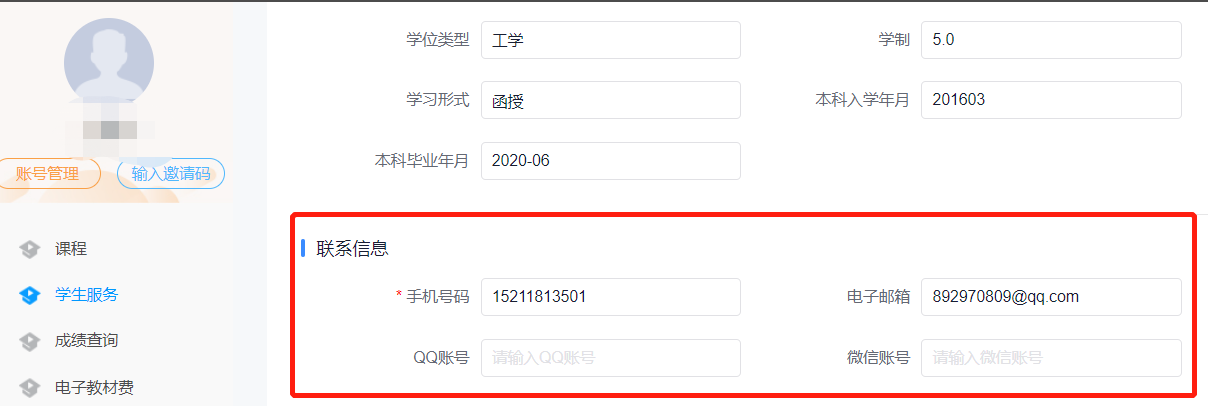 账号管理
输入邀请码
课程
学生服务
成绩查询
电子教材费
学位类型 工学 学制 5.0
学习形式 函授 本科入学年月 201603
本科毕业年月 2020-06
联系信息
* 手机号码 15211813501 电子邮箱 892970809@qq.com
QQ账号 请输入QQ账号 微信账号 请输入微信账号